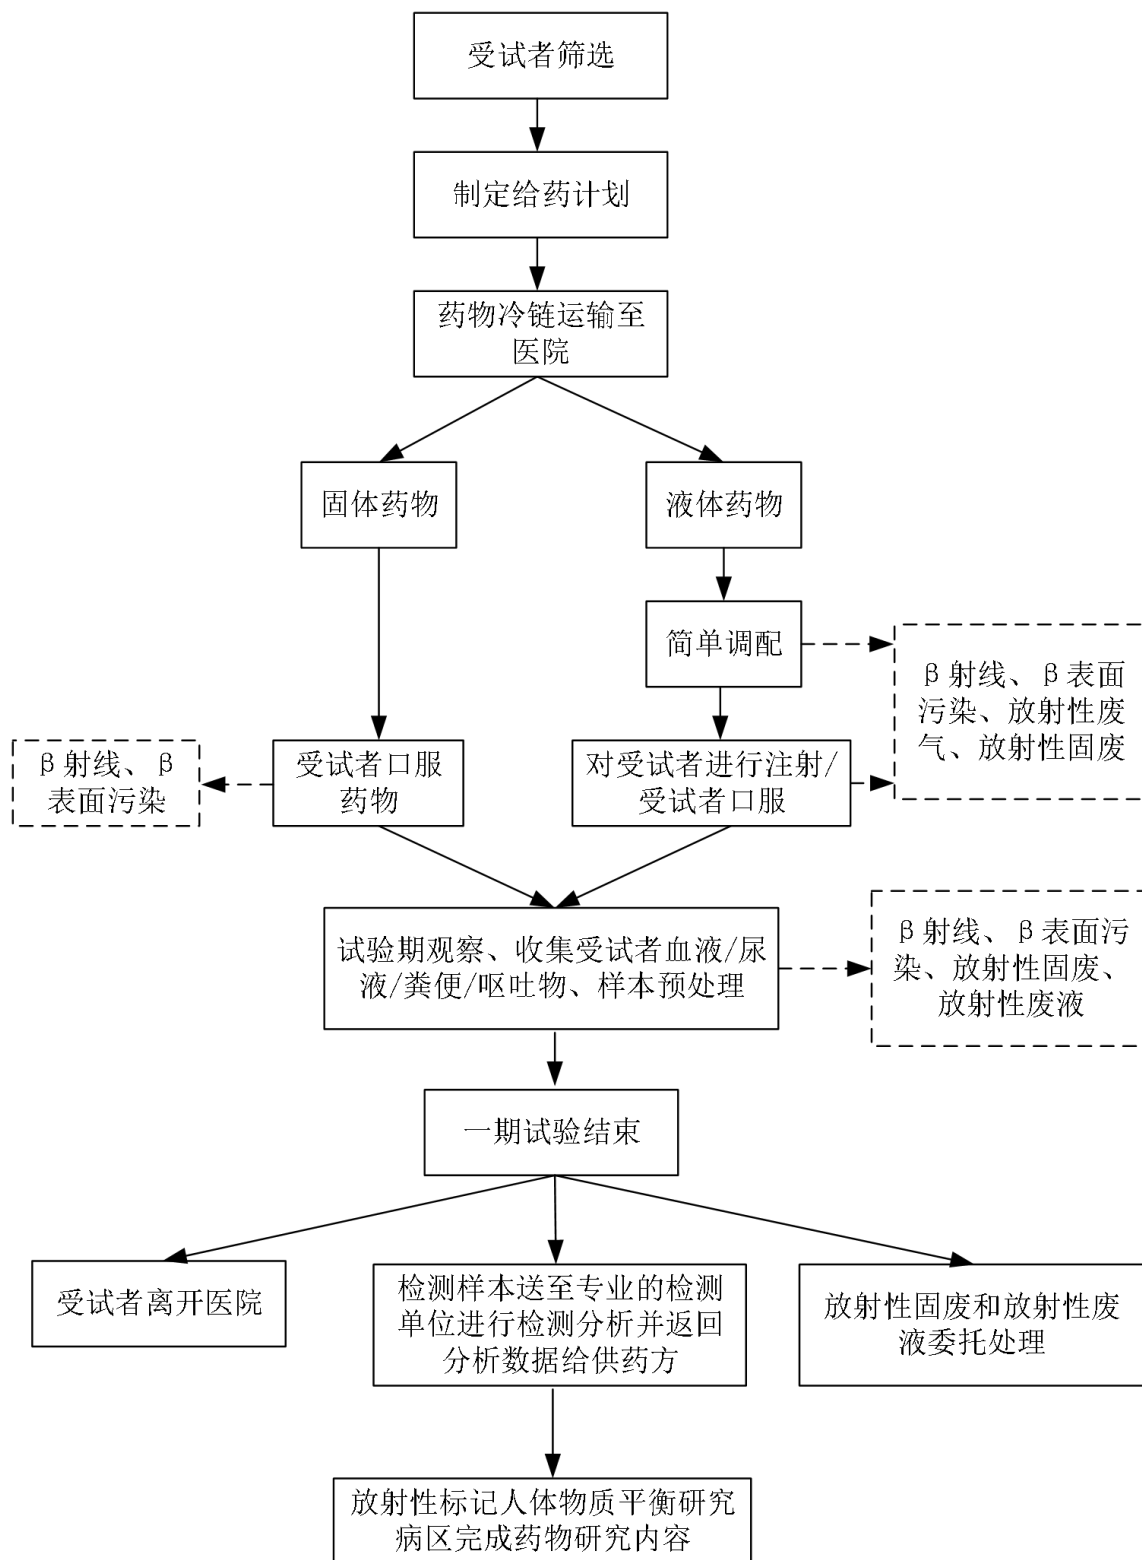 受试者筛选
制定给药计划
药物冷链运输至
医院
固体药物
液体药物
简单调配
β射线、β表面
污染、放射性废
气、放射性固废
β射线、β
表面污染
受试者口服
药物
对受试者进行注射/
受试者口服
试验期观察、收集受试者血液/尿
液/粪便/呕吐物、样本预处理
β射线、β表面污
染、放射性固废、
放射性废液
一期试验结束
受试者离开医院
检测样本送至专业的检测
单位进行检测分析并返回
分析数据给供药方
放射性固废和放射性废
液委托处理
放射性标记人体物质平衡研究
病区完成药物研究内容